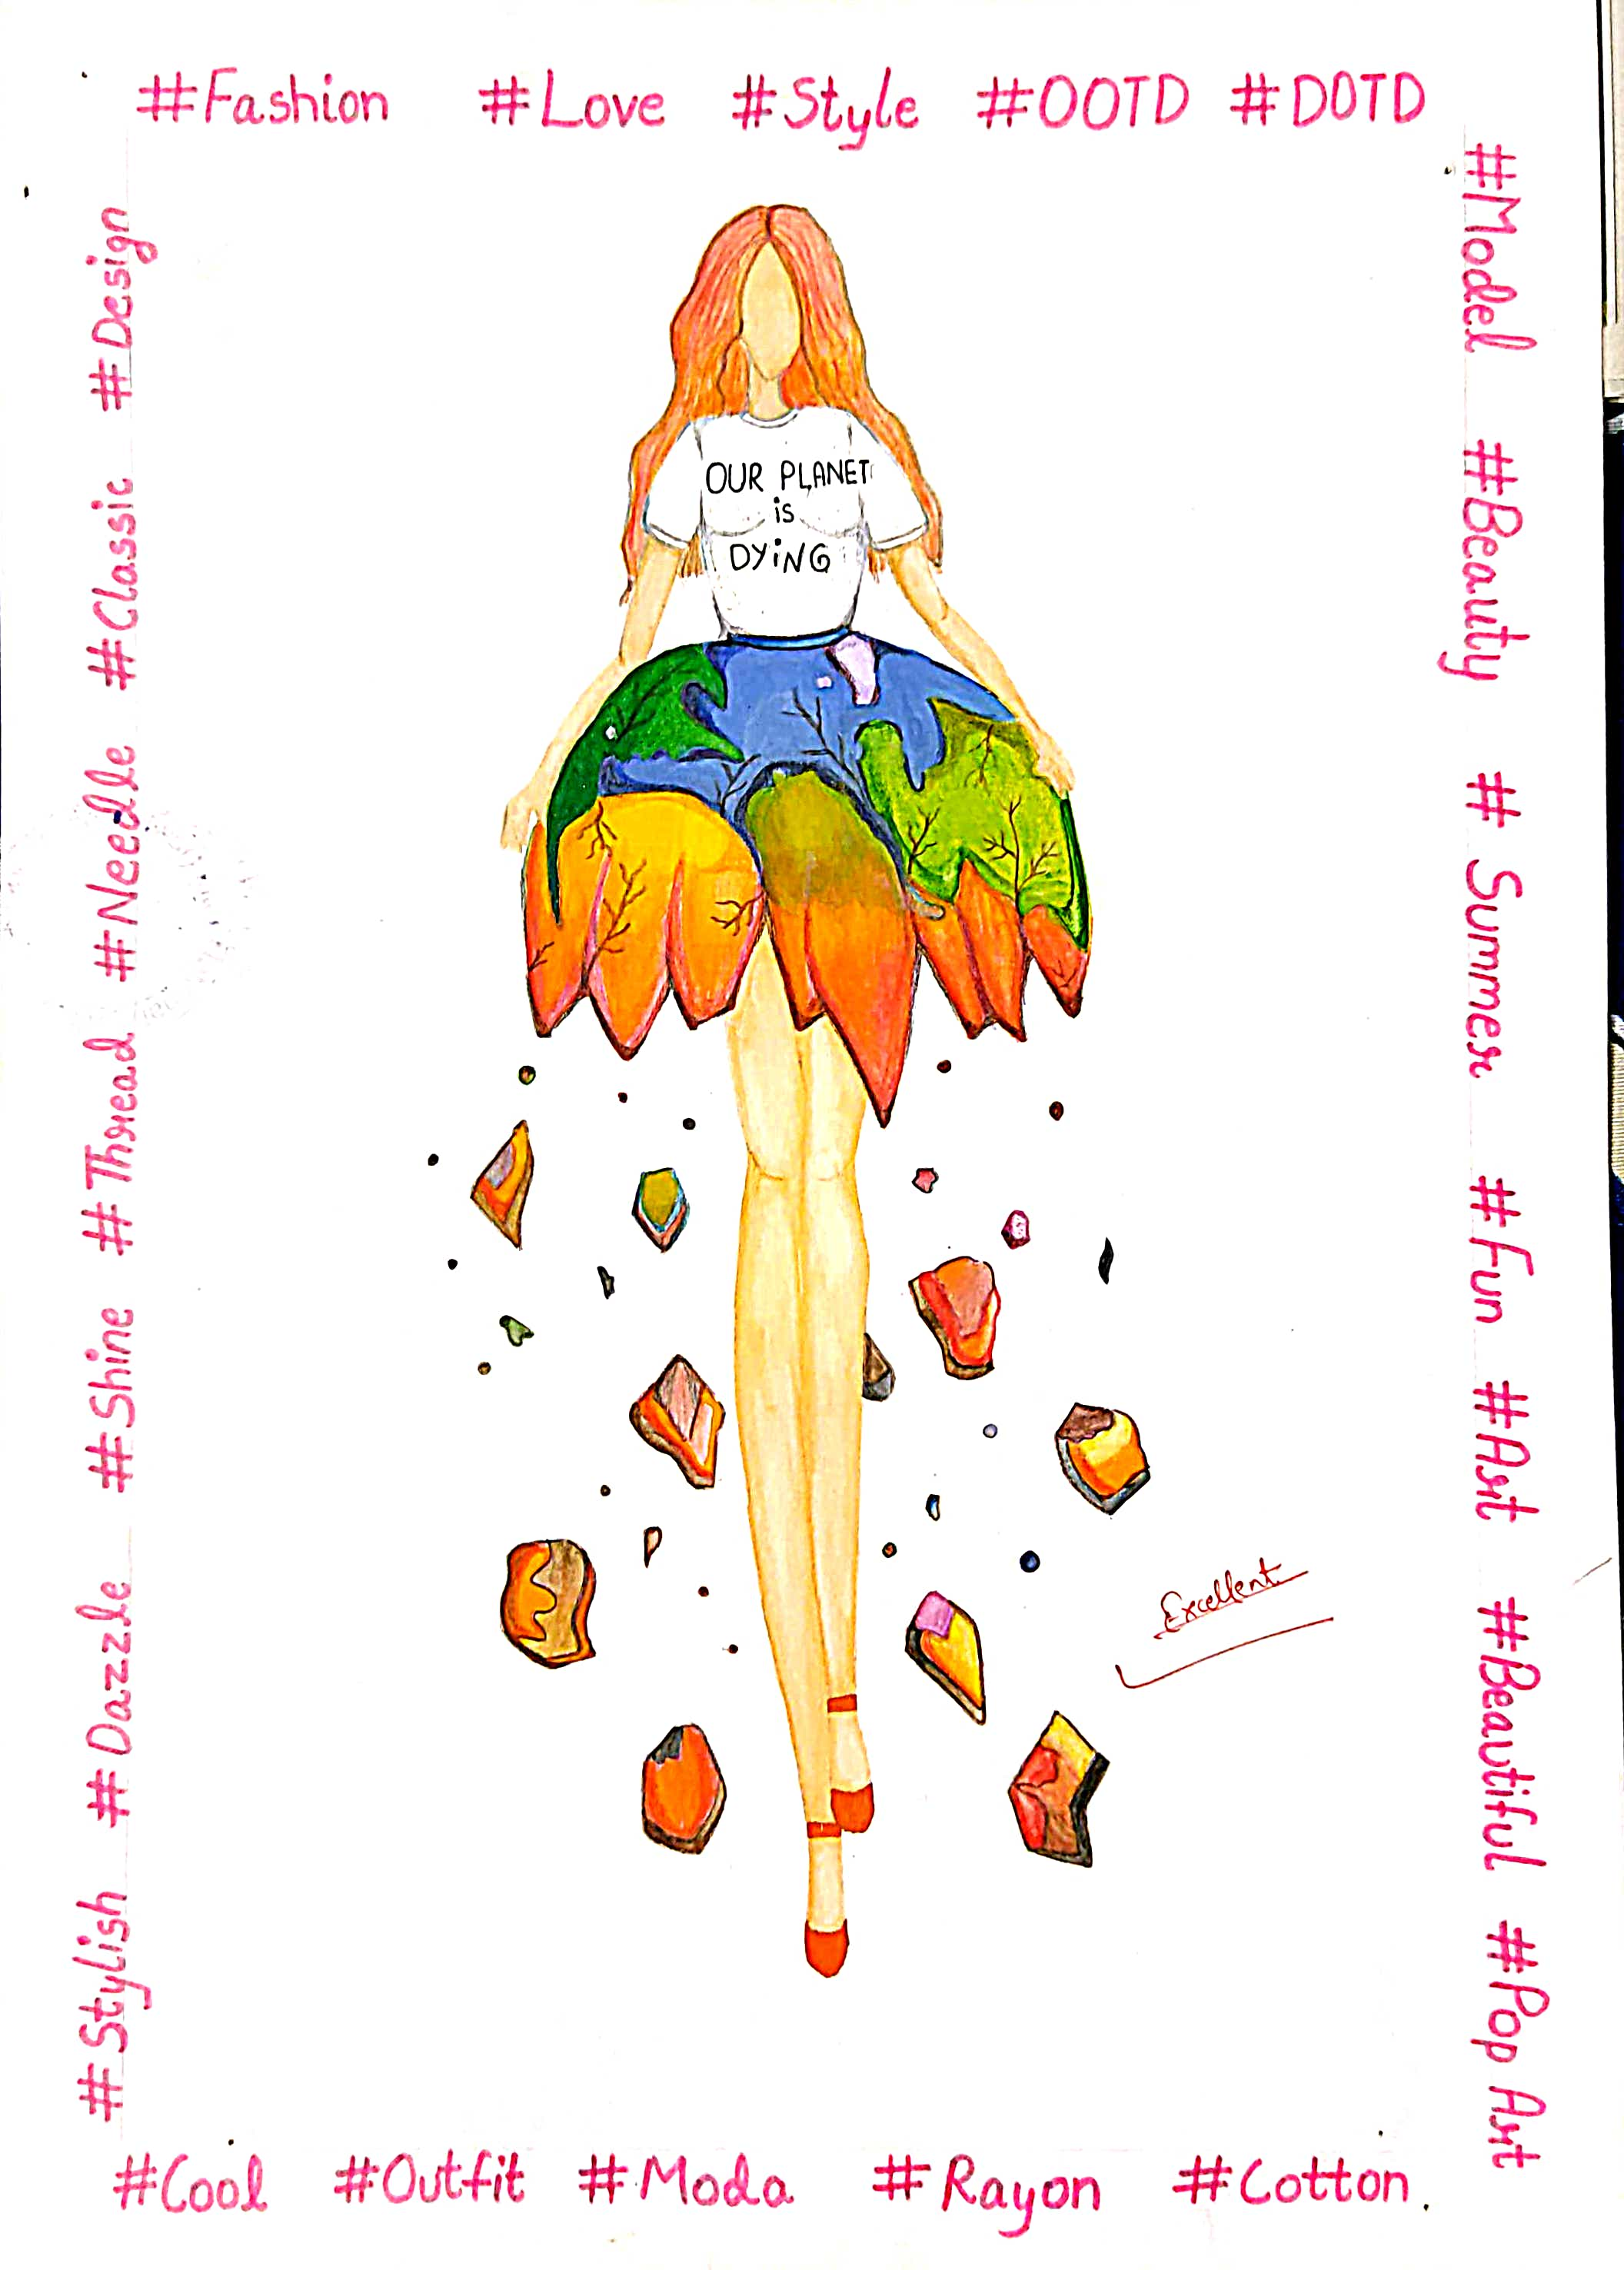 #Fashion #Love #Style #OOTD #DOTD
#Model #Beauty # Summer #Fun #Art #Beautiful #Pop Art
#Stylish #Dazzle #Shine #Thread #Needle #Classic #Design
OUR PLANET
is
DYiNG
Excellent
#Cool #Outfit #Moda #Rayon #Cotton.